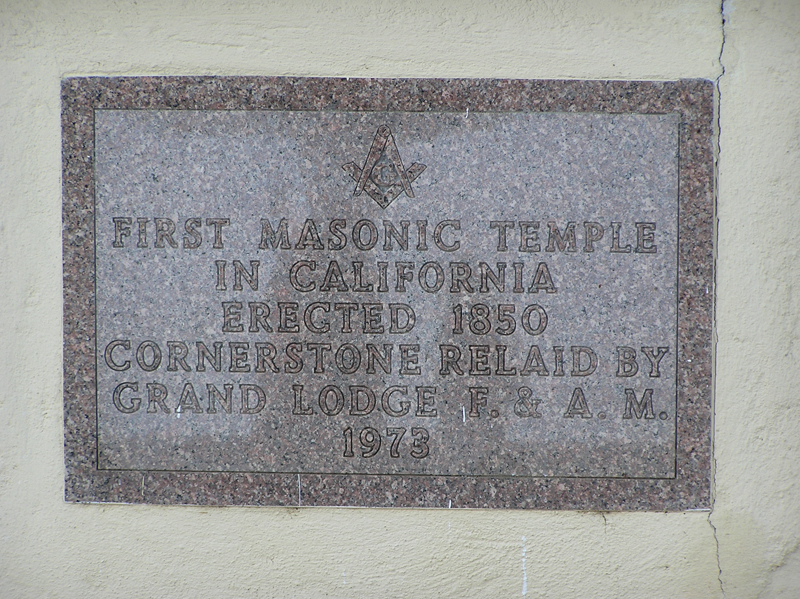 FIRST MASONIC TEMPLE
IN CALIFORNIA
ERECTED 1850
CORNERSTONE RELAID BY
GRAND LODGE F. & A. M.
1973